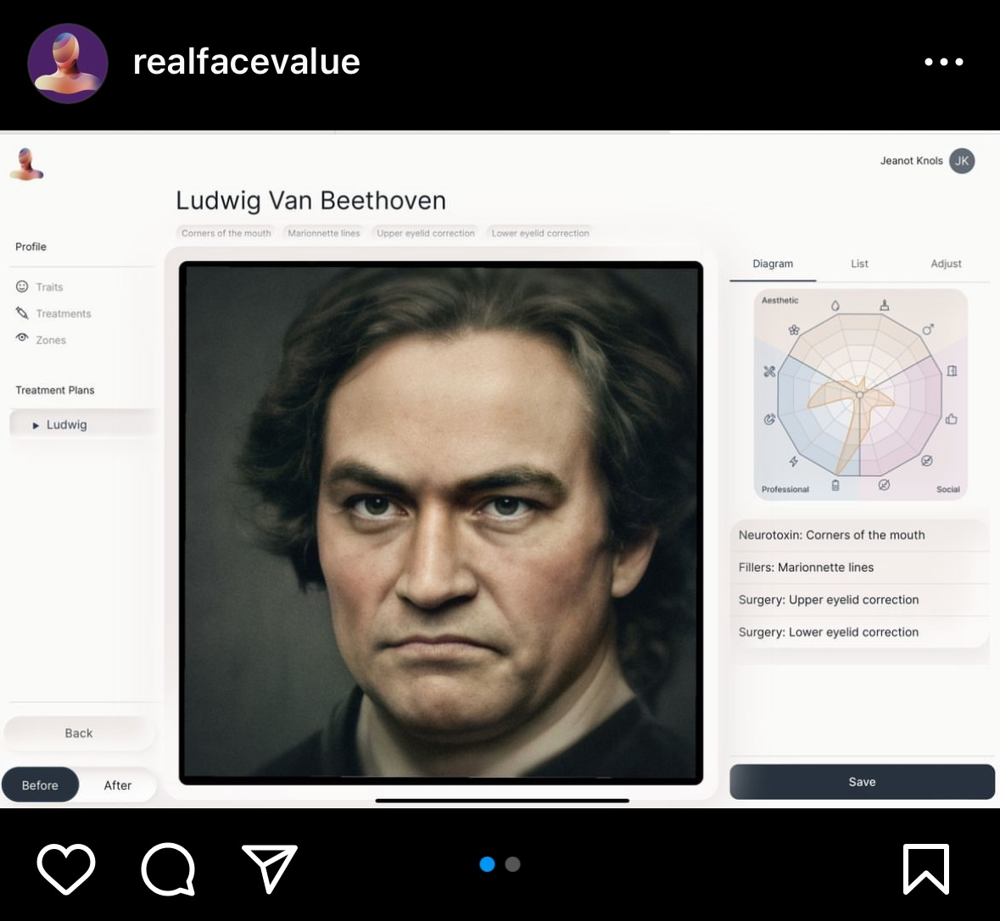 realfacevalue
Jeanot Knols JK
Ludwig Van Beethoven
Corners of the mouth Marionnette lines Upper eyelid correction Lower eyelid correction
Profile
Traits
Treatments
Zones
Treatment Plans
Ludwig
Back
Before After
Diagram List Adjust
Aesthetic
Professional Social
Neurotoxin: Corners of the mouth
Fillers: Marionnette lines
Surgery: Upper eyelid correction
Surgery: Lower eyelid correction
Save